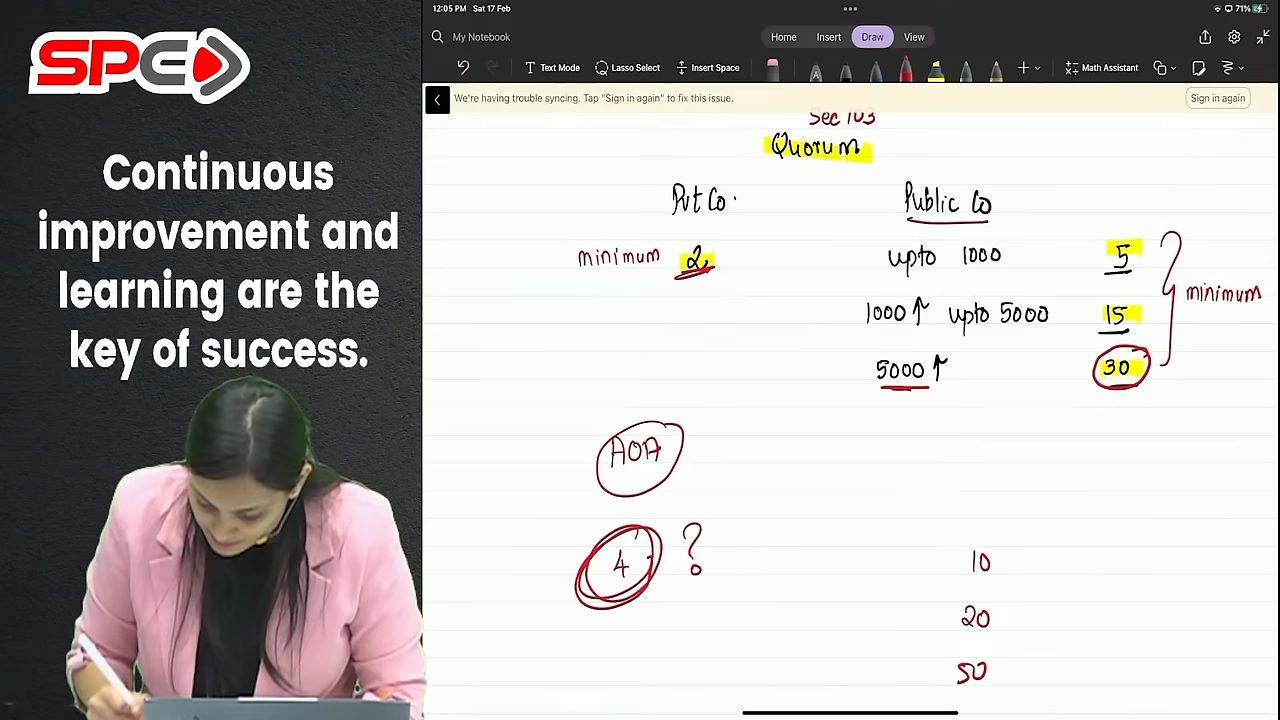 SPC
Continuous
improvement and
learning are the
key of success.
12:05 PM Sat 17 Feb
71%
My Notebook
Home Insert Draw View
Text Mode Lasso Select Insert Space Math Assistant
We're having trouble syncing. Tap "Sign in again" to fix this issue.
Sign in again
Sec 103
Quorum
Pvt Co. Public Co
minimum 2 upto 1000 5
1000↑ upto 5000 15
minimum
5000↑ 30
AOA
4 ?
10
20
50